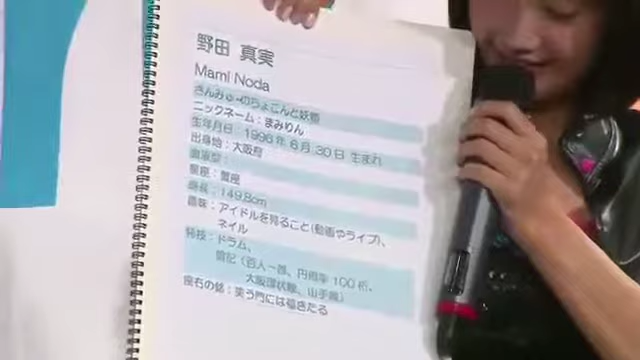 野田 真実
Mami Noda
さんみゅ~のちょこんと妖精
ニックネーム：まみりん
生年月日：1996年6月30日 生まれ
出身地：大阪府
血液型：
星座：蟹座
身長：149.8cm
趣味：アイドルを見ること(動画やライブ)、
ネイル
特技：ドラム、
暗記（百人一首、円周率100桁、
大阪環状線、山手線）
座右の銘：笑う門には福きたる